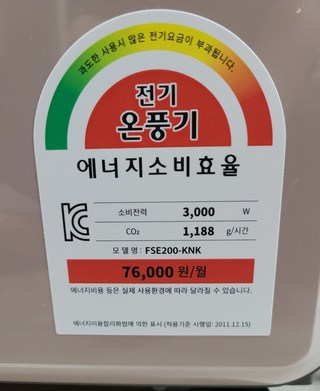 과도한 사용시 많은 전기요금이 부과됩니다.
전기
온풍기
에너지소비효율
소비전력 3,000 W
CO₂ 1,188 g/시간
모델명 : FSE200-KNK
76,000 원/월
에너지비용 등은 실제 사용환경에 따라 달라질 수 있습니다.
에너지이용합리화법에 의한 표시 (적용기준 시행일: 2011.12.15)